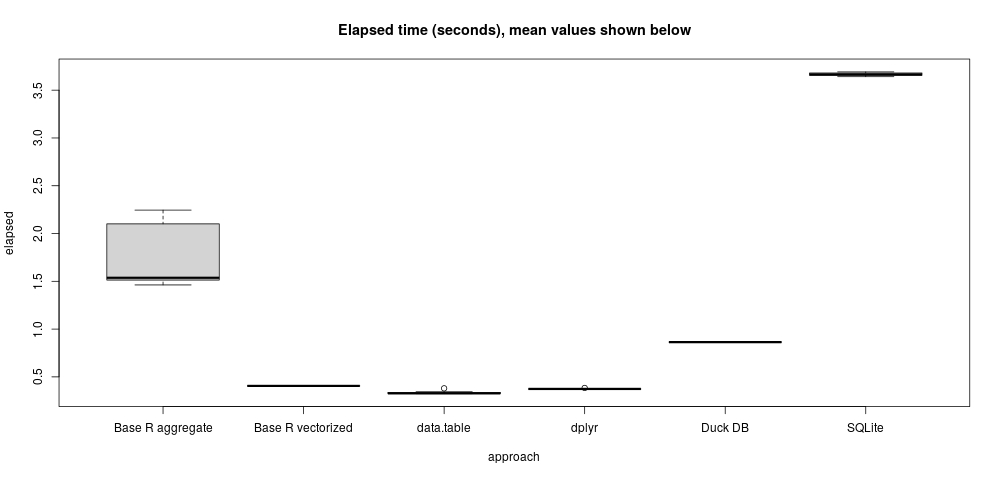 Elapsed time (seconds), mean values shown below
elapsed
3.5
3.0
2.5
2.0
1.5
1.0
0.5
Base R aggregate Base R vectorized data.table dplyr Duck DB SQLite
approach